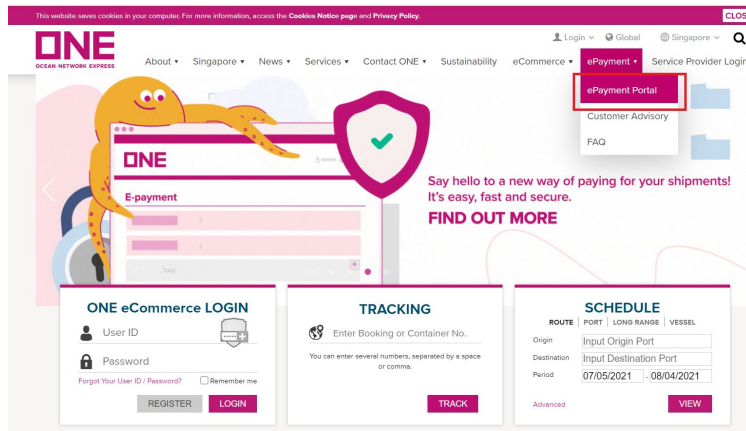 This website saves cookies in your computer. For more information, access the Cookies Notice page and Privacy Policy.
CLOS
Login
Global
Singapore
ONE
OCEAN NETWORK EXPRESS
About
Singapore
News
Services
Contact ONE
Sustainability
eCommerce
ePayment
Service Provider Login
ePayment Portal
Customer Advisory
FAQ
ONE
E-payment
$
$
Total
+
Say hello to a new way of paying for your shipments!
It's easy, fast and secure.
FIND OUT MORE
ONE eCommerce LOGIN
User ID
Password
Forgot Your User ID / Password?
Remember me
REGISTER
LOGIN
TRACKING
Enter Booking or Container No.
You can enter several numbers, separated by a space
or comma.
TRACK
SCHEDULE
ROUTE | PORT | LONG RANGE | VESSEL
Origin
Input Origin Port
Destination
Input Destination Port
Period
07/05/2021 - 08/04/2021
Advanced
VIEW